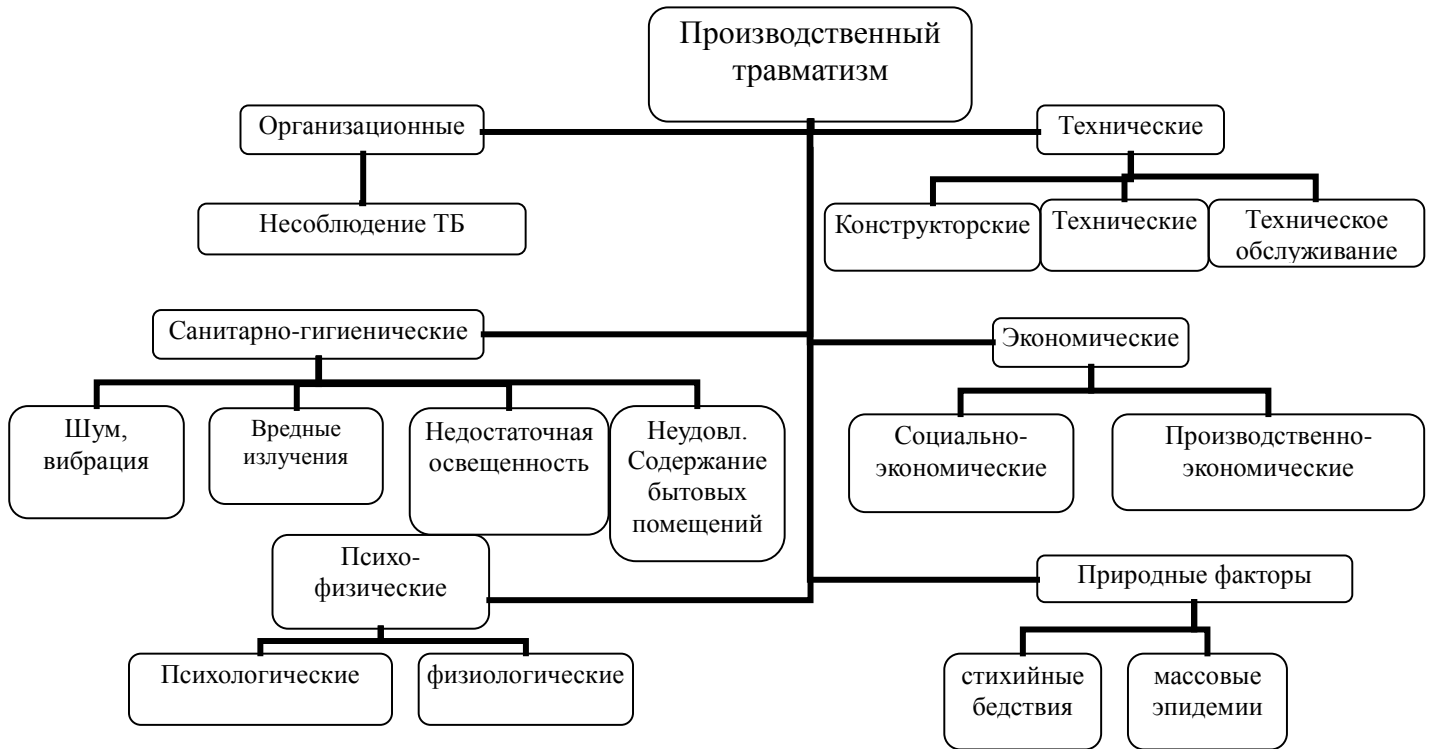 Производственный
травматизм
Организационные
Технические
Несоблюдение ТБ
Конструкторские
Технические
Техническое
обслуживание
Санитарно-гигиенические
Экономические
Шум,
вибрация
Вредные
излучения
Недостаточная
освещенность
Неудовл.
Содержание
бытовых
помещений
Социально-
экономические
Производственно-
экономические
Психо-
физические
Природные факторы
Психологические
физиологические
стихийные
бедствия
массовые
эпидемии